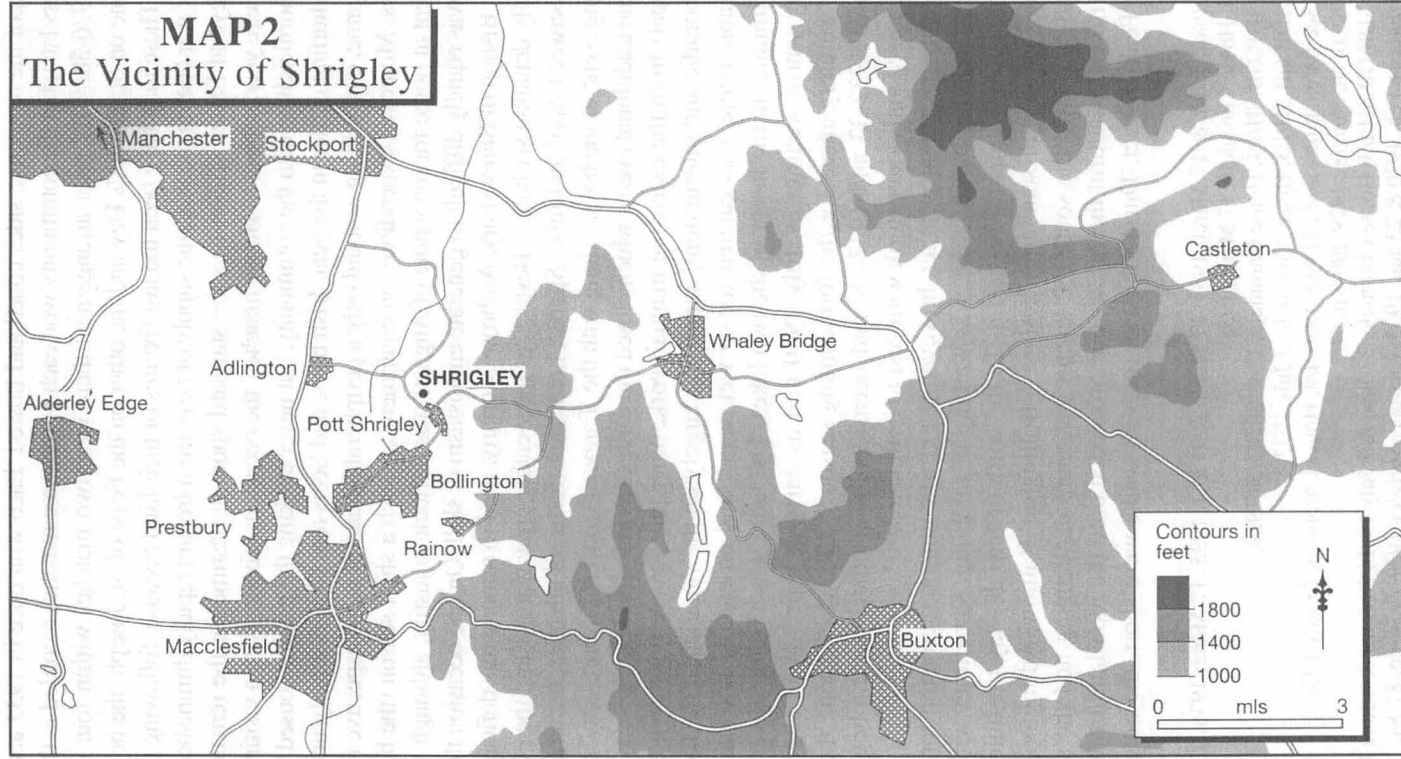 MAP 2
The Vicinity of Shrigley
Manchester
Stockport
Castleton
Whaley Bridge
Adlington
SHRIGLEY
Alderley Edge
Pott Shrigley
Bollington
Prestbury
Rainow
Macclesfield
Buxton
Contours in
feet
N
1800
1400
1000
0 mls 3